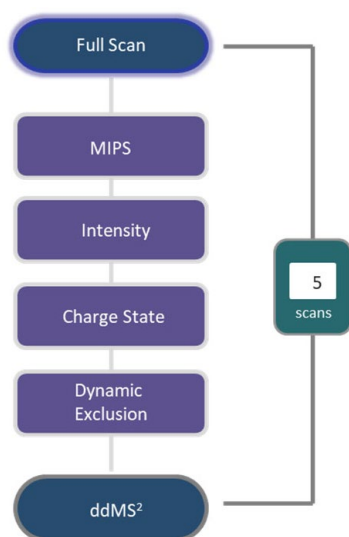 Full Scan
MIPS
Intensity
Charge State
Dynamic
Exclusion
ddMS²
5
scans